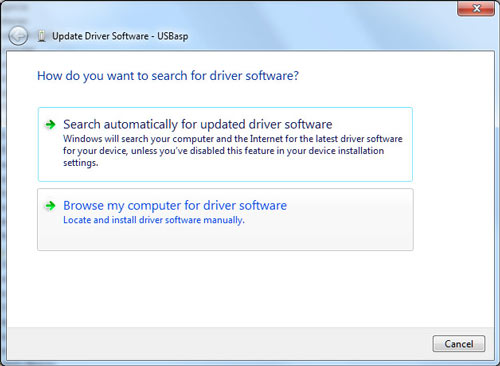 Update Driver Software - USBasp
How do you want to search for driver software?
Search automatically for updated driver software
Windows will search your computer and the Internet for the latest driver software
for your device, unless you've disabled this feature in your device installation
settings.
Browse my computer for driver software
Locate and install driver software manually.
Cancel